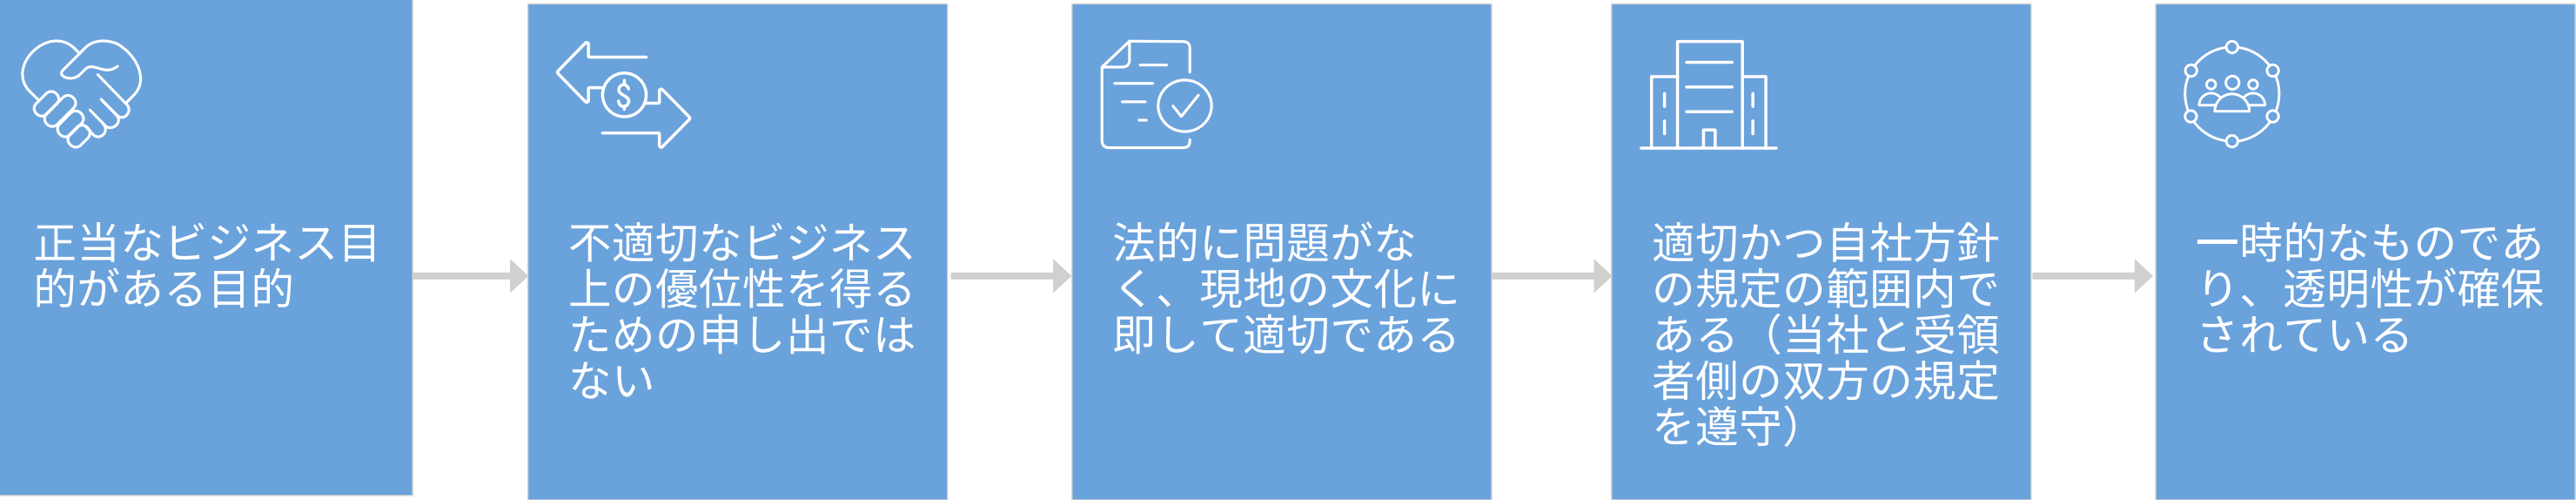 正当なビジネス目
的がある目的
不適切なビジネス
上の優位性を得る
ための申し出では
ない
法的に問題がな
く、現地の文化に
即して適切である
適切かつ自社方針
の規定の範囲内で
ある（当社と受領
者側の双方の規定
を遵守）
一時的なものであ
り、透明性が確保
されている